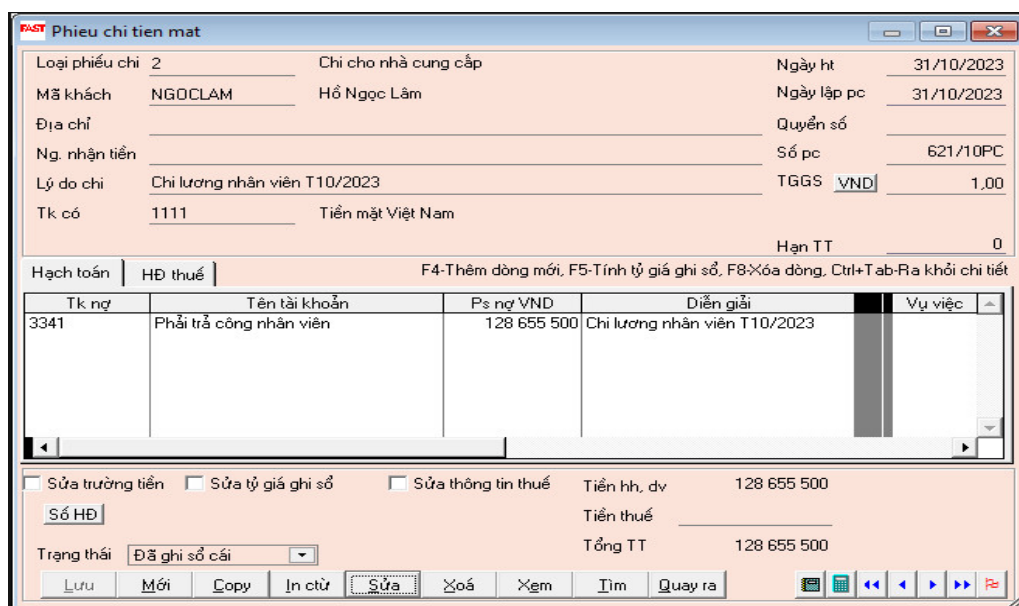 FAST Phieu chi tien mat
Loại phiếu chi 2 Chi cho nhà cung cấp Ngày ht 31/10/2023
Mã khách NGOCLAM Hồ Ngọc Lâm Ngày lập pc 31/10/2023
Địa chỉ Quyển số
Ng. nhận tiền Số pc 621/10PC
Lý do chi Chi lương nhân viên T10/2023 TGGS VND 1,00
Tk có 1111 Tiền mặt Việt Nam
Hạn TT 0
Hạch toán HĐ thuế F4-Thêm dòng mới, F5-Tính tỷ giá ghi sổ, F8-Xóa dòng, Ctrl+Tab-Ra khỏi chi tiết
Tk nợ Tên tài khoản Ps nợ VND Diễn giải Vụ việc
3341 Phải trả công nhân viên 128 655 500 Chi lương nhân viên T10/2023
Sửa trường tiền Sửa tỷ giá ghi sổ Sửa thông tin thuế Tiền hh, dv 128 655 500
Số HĐ Tiền thuế
Trạng thái Đã ghi sổ cái Tổng TT 128 655 500
Lưu Mới Copy In ctừ Sửa Xoá Xem Tìm Quay ra